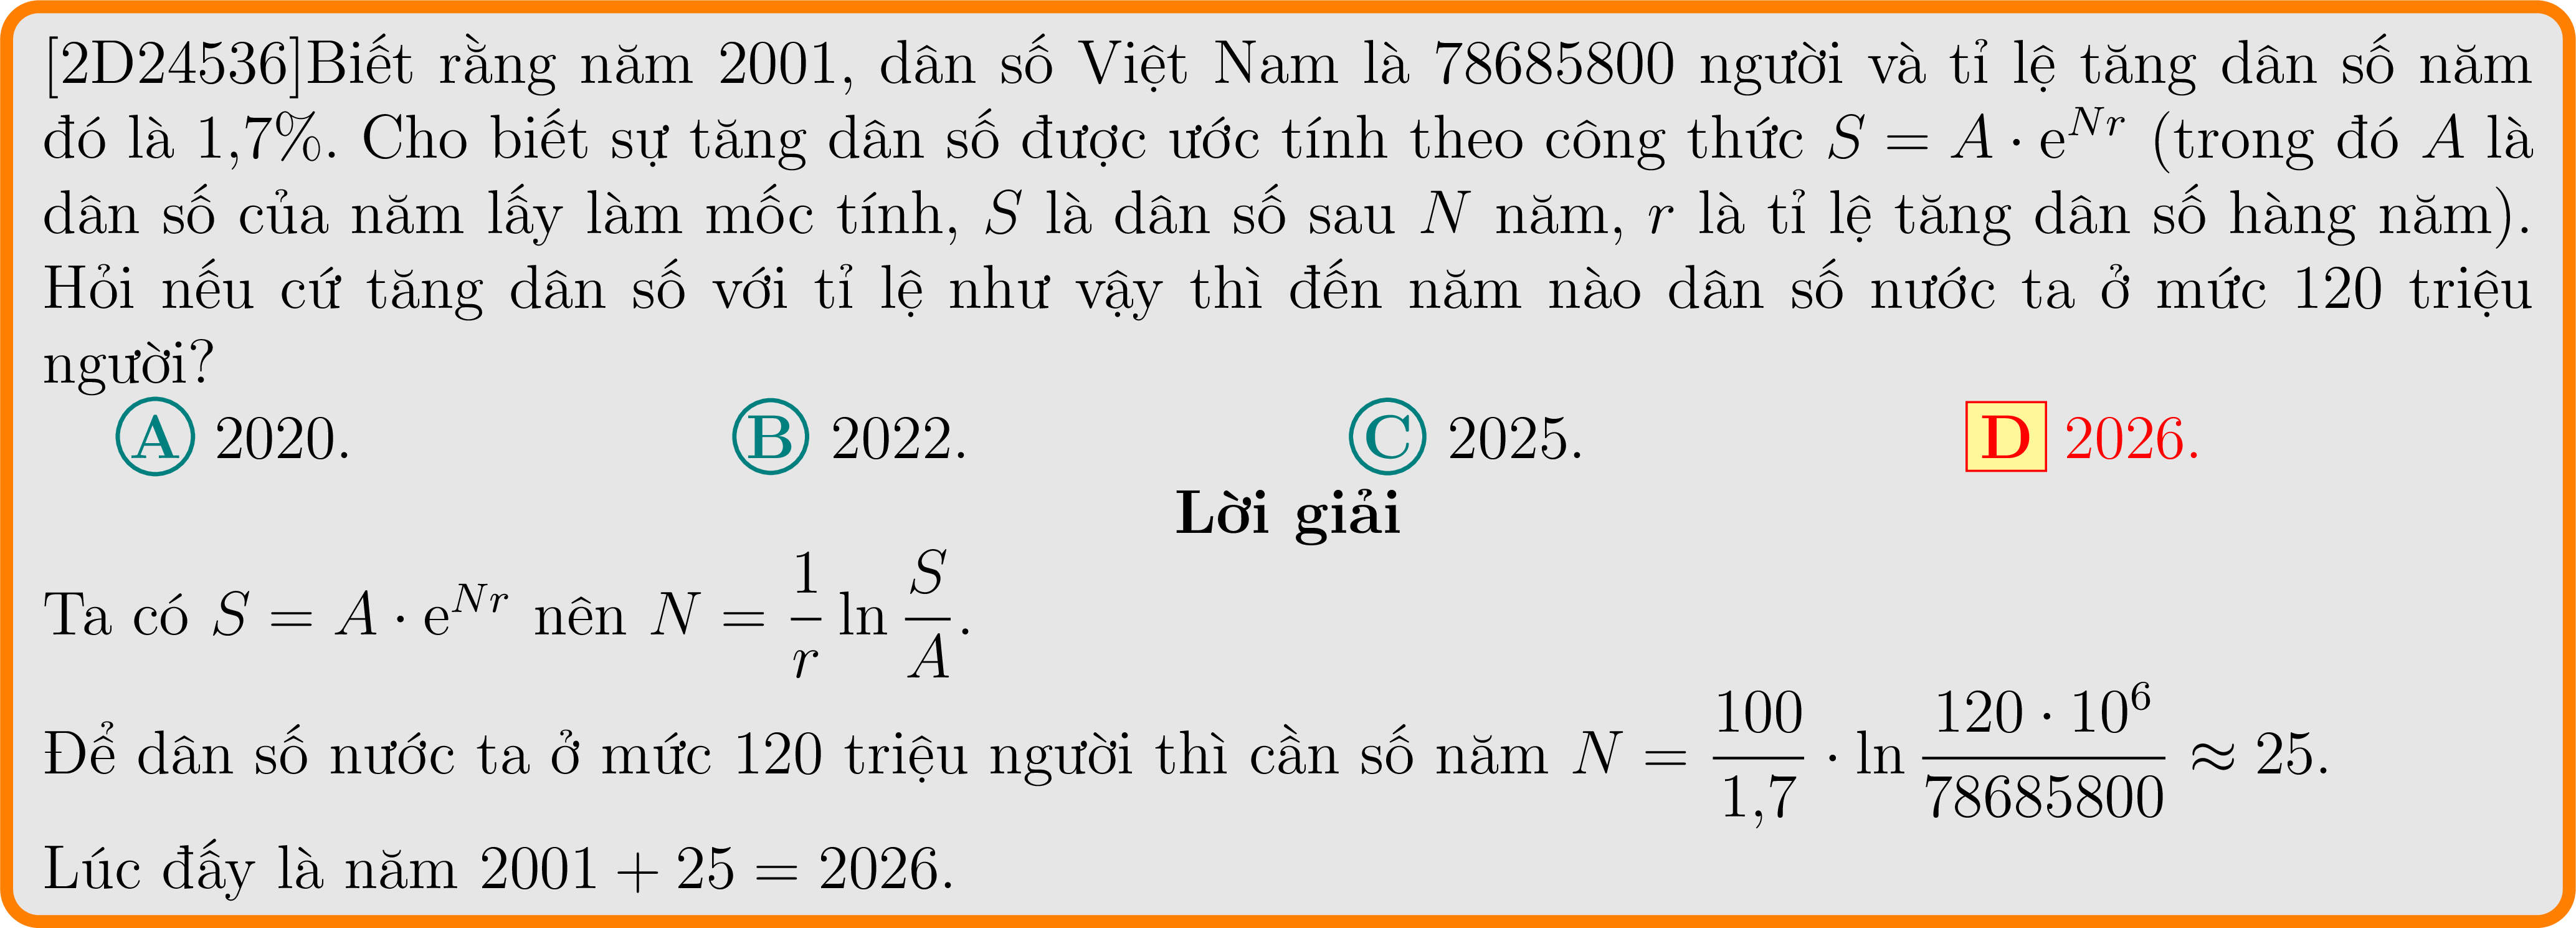 [2D24536]Biết rằng năm 2001, dân số Việt Nam là 78685800 người và tỉ lệ tăng dân số năm
đó là 1,7%. Cho biết sự tăng dân số được ước tính theo công thức $S = A \cdot \mathrm{e}^{Nr}$ (trong đó $A$ là
dân số của năm lấy làm mốc tính, $S$ là dân số sau $N$ năm, $r$ là tỉ lệ tăng dân số hàng năm).
Hỏi nếu cứ tăng dân số với tỉ lệ như vậy thì đến năm nào dân số nước ta ở mức 120 triệu
người?
A 2020. B 2022. C 2025. D 2026.
Lời giải
Ta có $S = A \cdot \mathrm{e}^{Nr}$ nên $N = \dfrac{1}{r} \ln \dfrac{S}{A}$.
Để dân số nước ta ở mức 120 triệu người thì cần số năm $N = \dfrac{100}{1,7} \cdot \ln \dfrac{120 \cdot 10^6}{78685800} \approx 25$.
Lúc đấy là năm $2001 + 25 = 2026$.